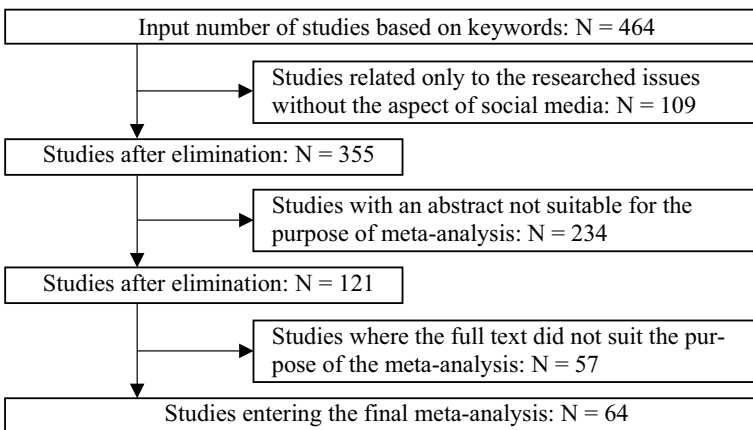 Input number of studies based on keywords: N = 464
Studies related only to the researched issues
without the aspect of social media: N = 109
Studies after elimination: N = 355
Studies with an abstract not suitable for the
purpose of meta-analysis: N = 234
Studies after elimination: N = 121
Studies where the full text did not suit the pur-
pose of the meta-analysis: N = 57
Studies entering the final meta-analysis: N = 64